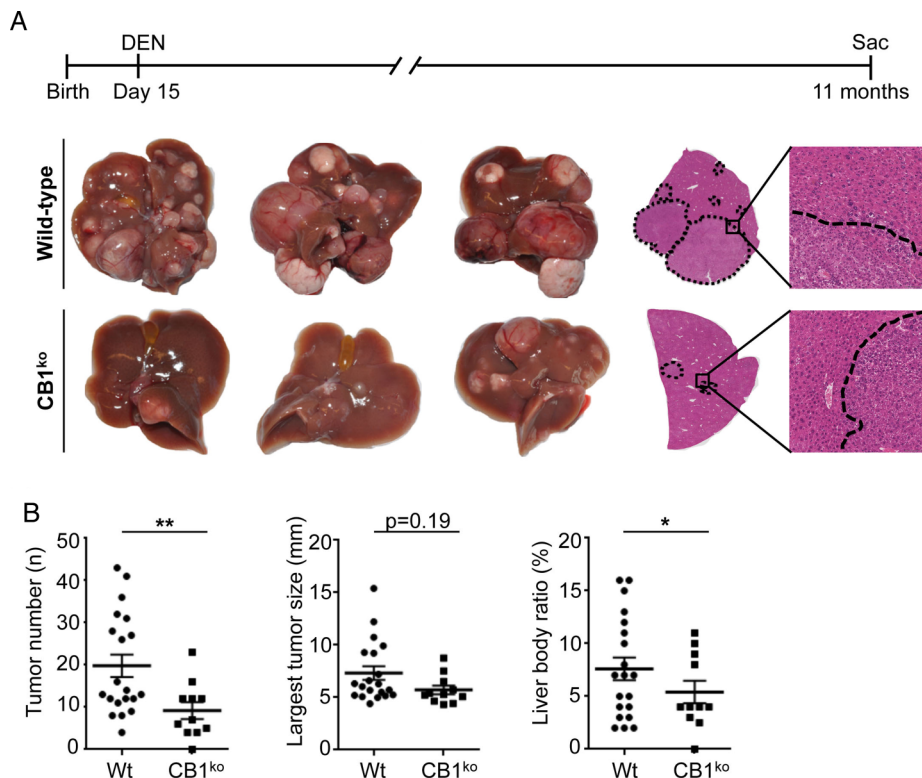 A
DEN
Sac
Birth
Day 15
11 months
Wild-type
CB1ko
B
**
p=0.19
*
Tumor number (n)
50
40
30
20
10
0
Wt
CB1ko
Largest tumor size (mm)
20
15
10
5
0
Wt
CB1ko
Liver body ratio (%)
20
15
10
5
0
Wt
CB1ko